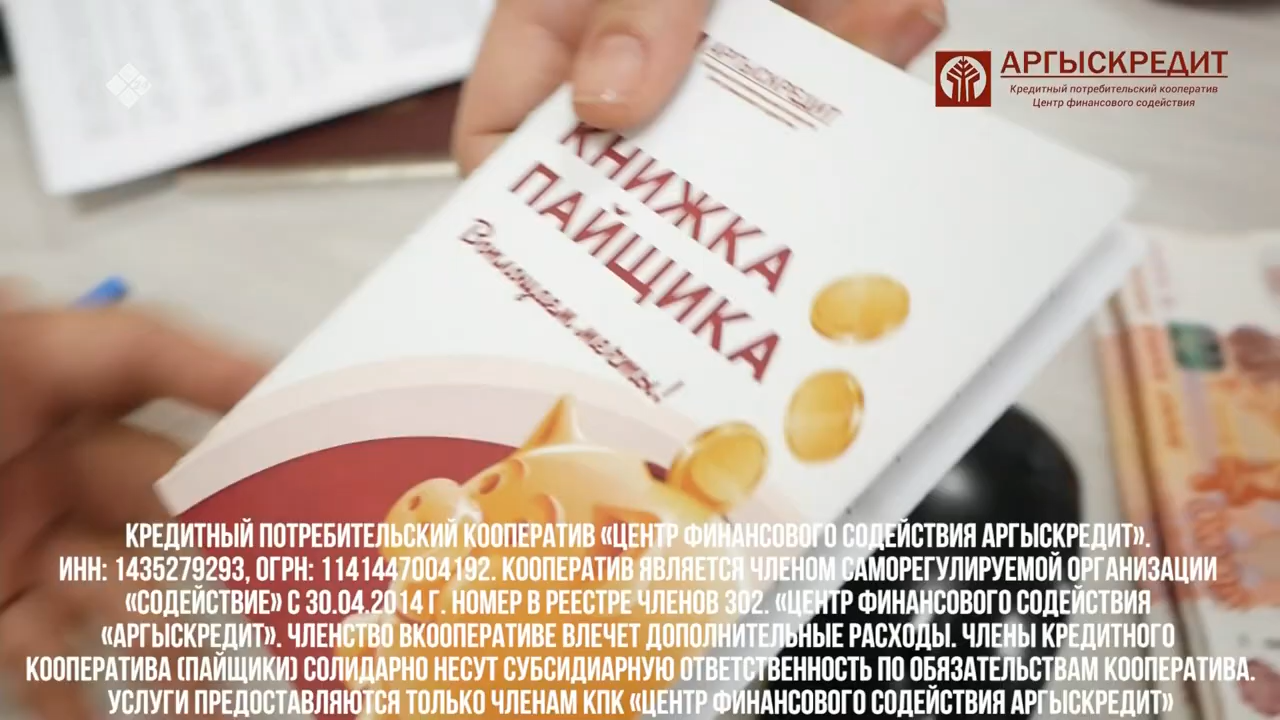 АРГЫСКРЕДИТ
Кредитный потребительский кооператив
Центр финансового содействия
АРГЫСКРЕДИТ
КНИЖКА
ПАЙЩИКА
Воплощаем мечты!
КРЕДИТНЫЙ ПОТРЕБИТЕЛЬСКИЙ КООПЕРАТИВ «ЦЕНТР ФИНАНСОВОГО СОДЕЙСТВИЯ АРГЫСКРЕДИТ».
ИНН: 1435279293, ОГРН: 1141447004192. КООПЕРАТИВ ЯВЛЯЕТСЯ ЧЛЕНОМ САМОРЕГУЛИРУЕМОЙ ОРГАНИЗАЦИИ
«СОДЕЙСТВИЕ» С 30.04.2014 Г. НОМЕР В РЕЕСТРЕ ЧЛЕНОВ 302. «ЦЕНТР ФИНАНСОВОГО СОДЕЙСТВИЯ
«АРГЫСКРЕДИТ». ЧЛЕНСТВО ВКООПЕРАТИВЕ ВЛЕЧЕТ ДОПОЛНИТЕЛЬНЫЕ РАСХОДЫ. ЧЛЕНЫ КРЕДИТНОГО
КООПЕРАТИВА (ПАЙЩИКИ) СОЛИДАРНО НЕСУТ СУБСИДИАРНУЮ ОТВЕТСТВЕННОСТЬ ПО ОБЯЗАТЕЛЬСТВАМ КООПЕРАТИВА.
УСЛУГИ ПРЕДОСТАВЛЯЮТСЯ ТОЛЬКО ЧЛЕНАМ КПК «ЦЕНТР ФИНАНСОВОГО СОДЕЙСТВИЯ АРГЫСКРЕДИТ»